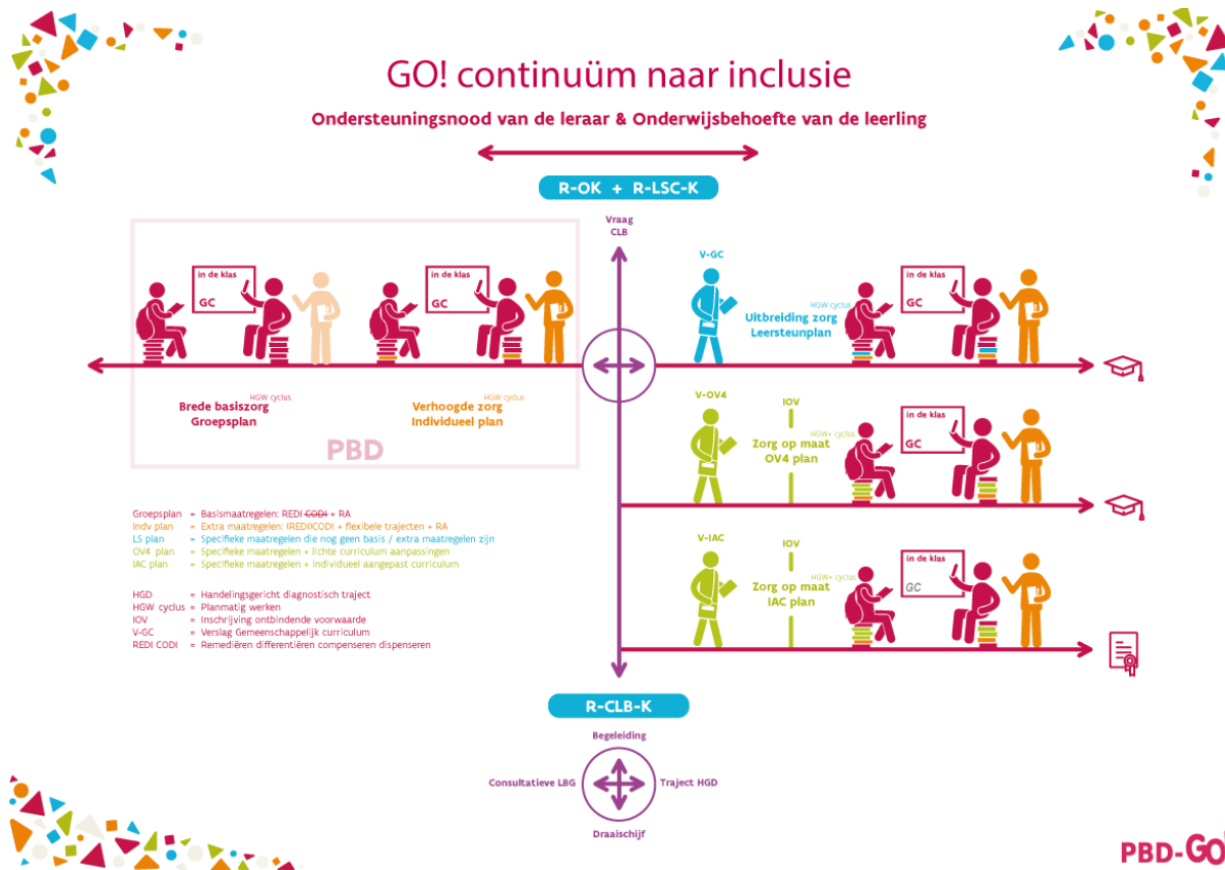 GO! continuüm naar inclusie
Ondersteuningsnood van de leraar & Onderwijsbehoefte van de leerling
R-OK + R-LSC-K
Vraag
CLB
in de klas
GC
in de klas
GC
V-GC
HGW cyclus
Uitbreiding zorg
Leersteunplan
in de klas
GC
HGW cyclus
Brede basiszorg
Groepsplan
HGW cyclus
Verhoogde zorg
Individueel plan
PBD
V-OV4
IOV
HGW+ cyclus
Zorg op maat
OV4 plan
in de klas
GC
V-IAC
IOV
HGW+ cyclus
Zorg op maat
IAC plan
in de klas
GC
Groepsplan = Basismaatregelen: REDI CODI + RA
Indv plan = Extra maatregelen: (REDI)CODI + flexibele trajecten + RA
LS plan = Specifieke maatregelen die nog geen basis / extra maatregelen zijn
OV4 plan = Specifieke maatregelen + lichte curriculum aanpassingen
IAC plan = Specifieke maatregelen + individueel aangepast curriculum
HGD = Handelingsgericht diagnostisch traject
HGW cyclus = Planmatig werken
IOV = Inschrijving ontbindende voorwaarde
V-GC = Verslag Gemeenschappelijk curriculum
REDI CODI = Remediëren differentiëren compenseren dispenseren
R-CLB-K
Begeleiding
Consultatieve LBG
Traject HGD
Draaischijf
PBD-GO!